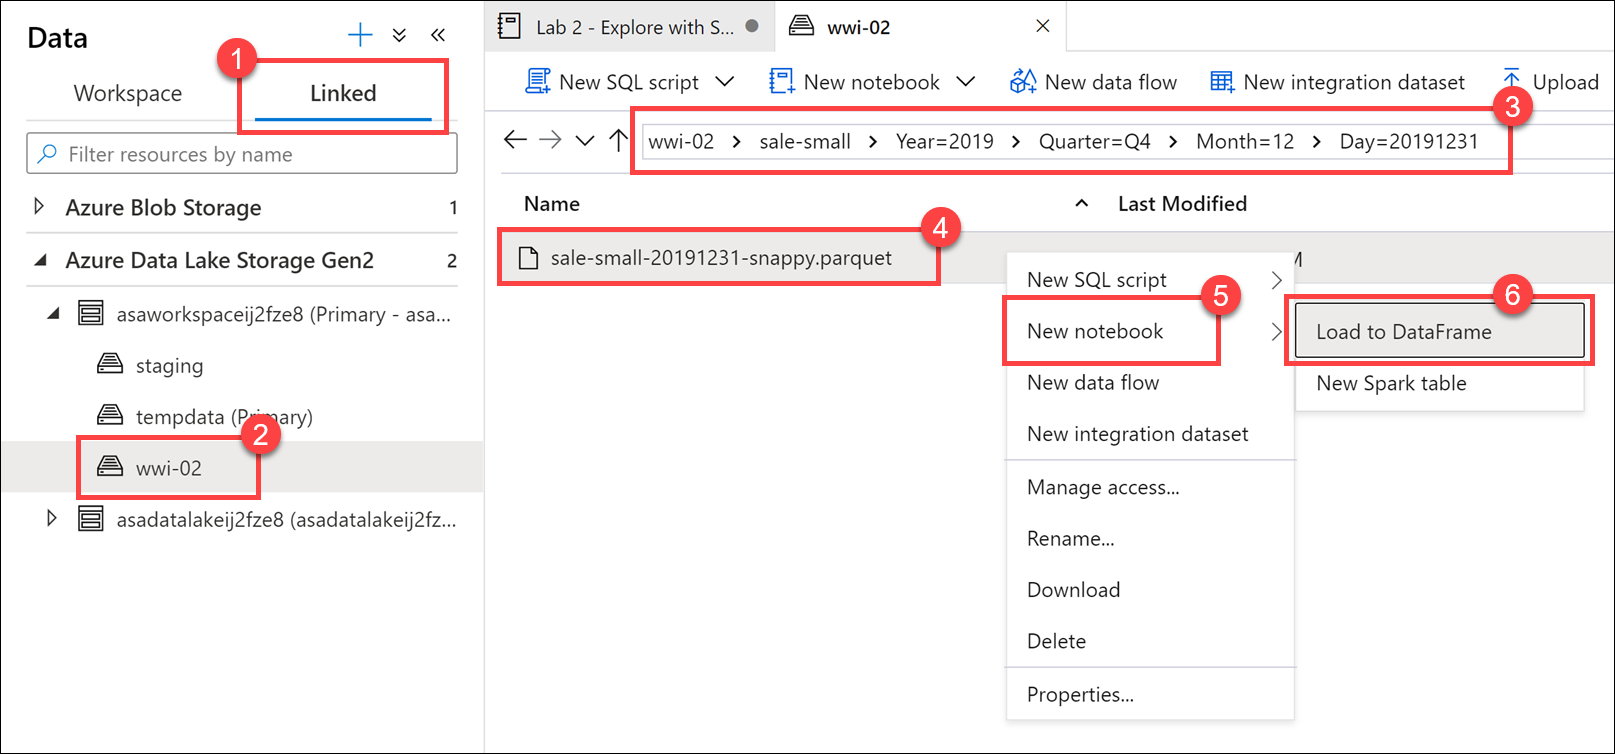 Data
Workspace
Linked
1
Filter resources by name
Azure Blob Storage 1
Azure Data Lake Storage Gen2 2
asaworkspaceij2fze8 (Primary - asa...
staging
tempdata (Primary)
2
wwi-02
asadatalakeij2fze8 (asadatalakeij2fz...
Lab 2 - Explore with S...
wwi-02
New SQL script
New notebook
New data flow
New integration dataset
Upload
3
wwi-02 > sale-small > Year=2019 > Quarter=Q4 > Month=12 > Day=20191231
Name
Last Modified
4
sale-small-20191231-snappy.parquet
M
New SQL script
5
New notebook
New data flow
New integration dataset
Manage access...
Rename...
Download
Delete
Properties...
6
Load to DataFrame
New Spark table